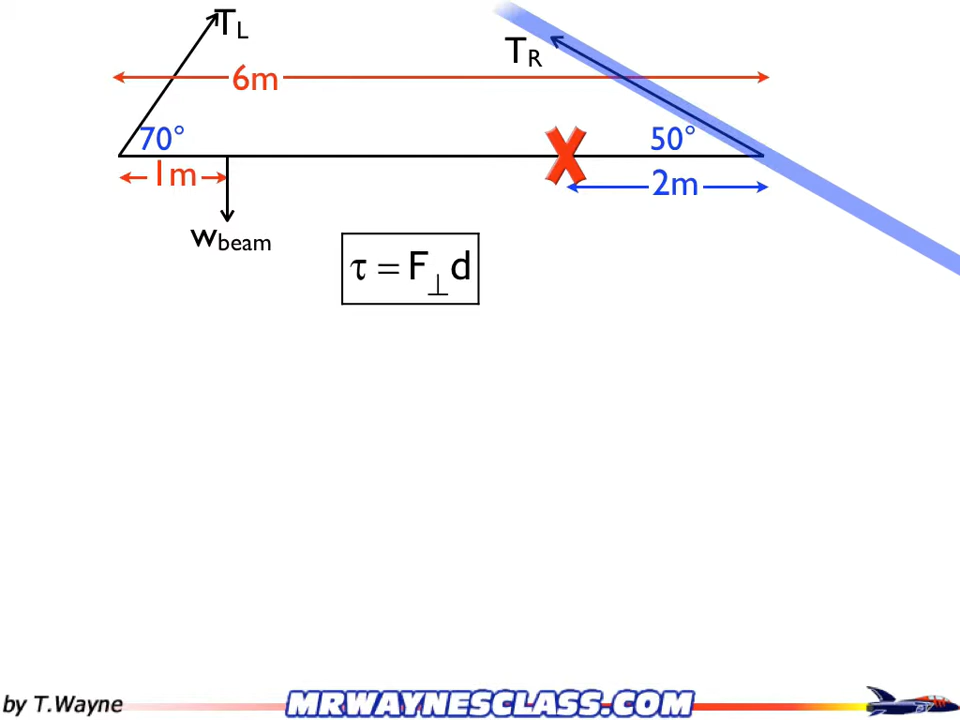 T_L
T_R
6m
70°
50°
1m
2m
w_beam
τ = F_⊥ d
by T.Wayne
MRWAYNESCLASS.COM